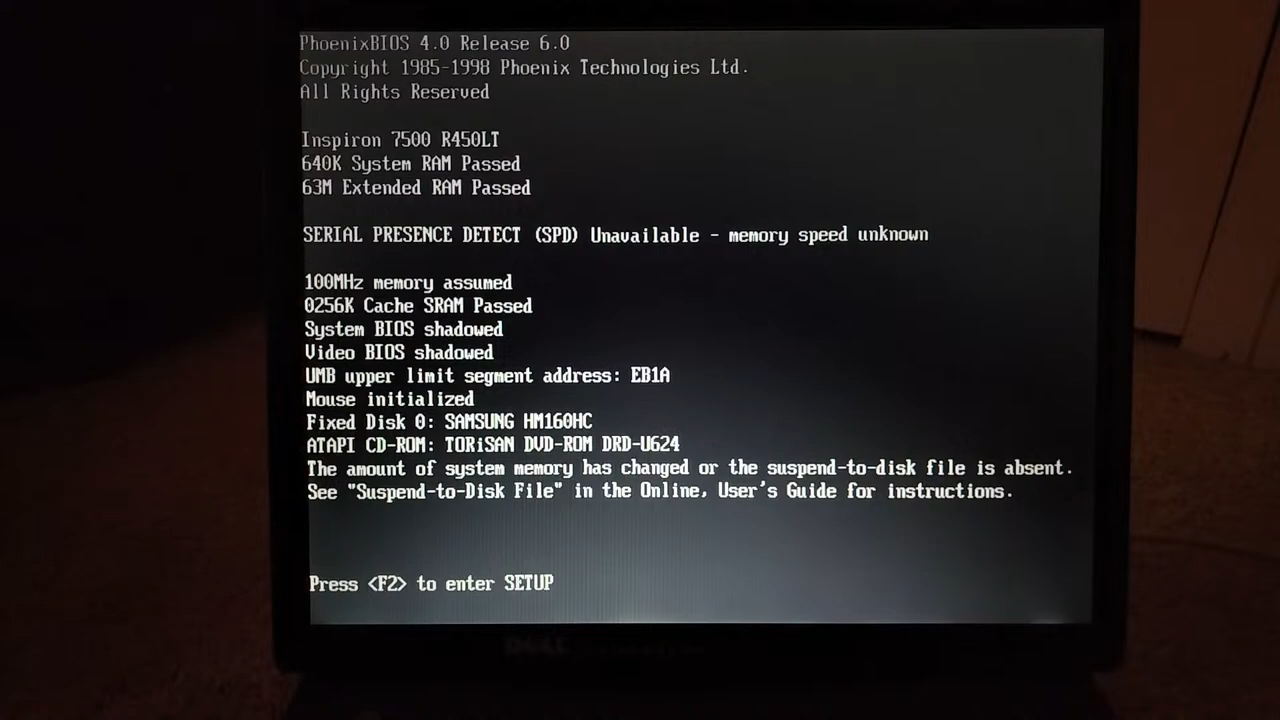 PhoenixBIOS 4.0 Release 6.0
Copyright 1985-1998 Phoenix Technologies Ltd.
All Rights Reserved
Inspiron 7500 R450LT
640K System RAM Passed
63M Extended RAM Passed
SERIAL PRESENCE DETECT (SPD) Unavailable - memory speed unknown
100MHz memory assumed
0256K Cache SRAM Passed
System BIOS shadowed
Video BIOS shadowed
UMB upper limit segment address: EB1A
Mouse initialized
Fixed Disk 0: SAMSUNG HM160HC
ATAPI CD-ROM: TORiSAN DVD-ROM DRD-U624
The amount of system memory has changed or the suspend-to-disk file is absent.
See "Suspend-to-Disk File" in the Online, User's Guide for instructions.
Press <F2> to enter SETUP
DELL